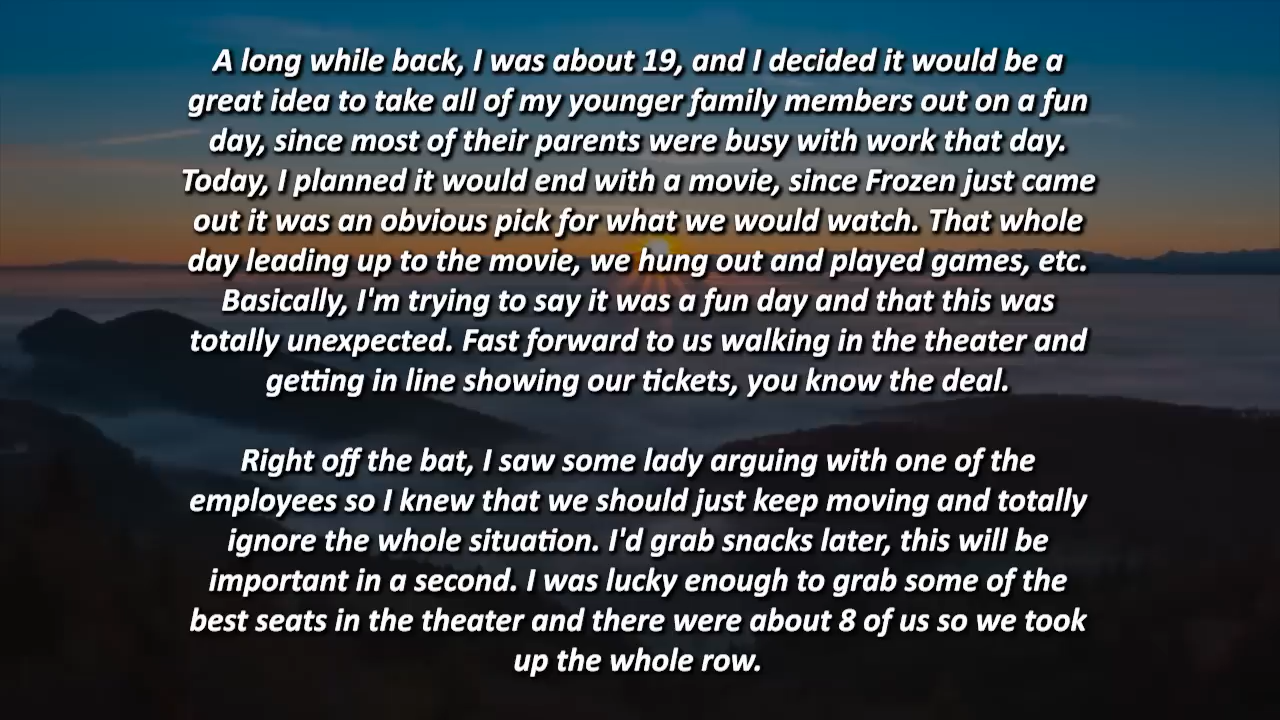 A long while back, I was about 19, and I decided it would be a
great idea to take all of my younger family members out on a fun
day, since most of their parents were busy with work that day.
Today, I planned it would end with a movie, since Frozen just came
out it was an obvious pick for what we would watch. That whole
day leading up to the movie, we hung out and played games, etc.
Basically, I'm trying to say it was a fun day and that this was
totally unexpected. Fast forward to us walking in the theater and
getting in line showing our tickets, you know the deal.
Right off the bat, I saw some lady arguing with one of the
employees so I knew that we should just keep moving and totally
ignore the whole situation. I'd grab snacks later, this will be
important in a second. I was lucky enough to grab some of the
best seats in the theater and there were about 8 of us so we took
up the whole row.